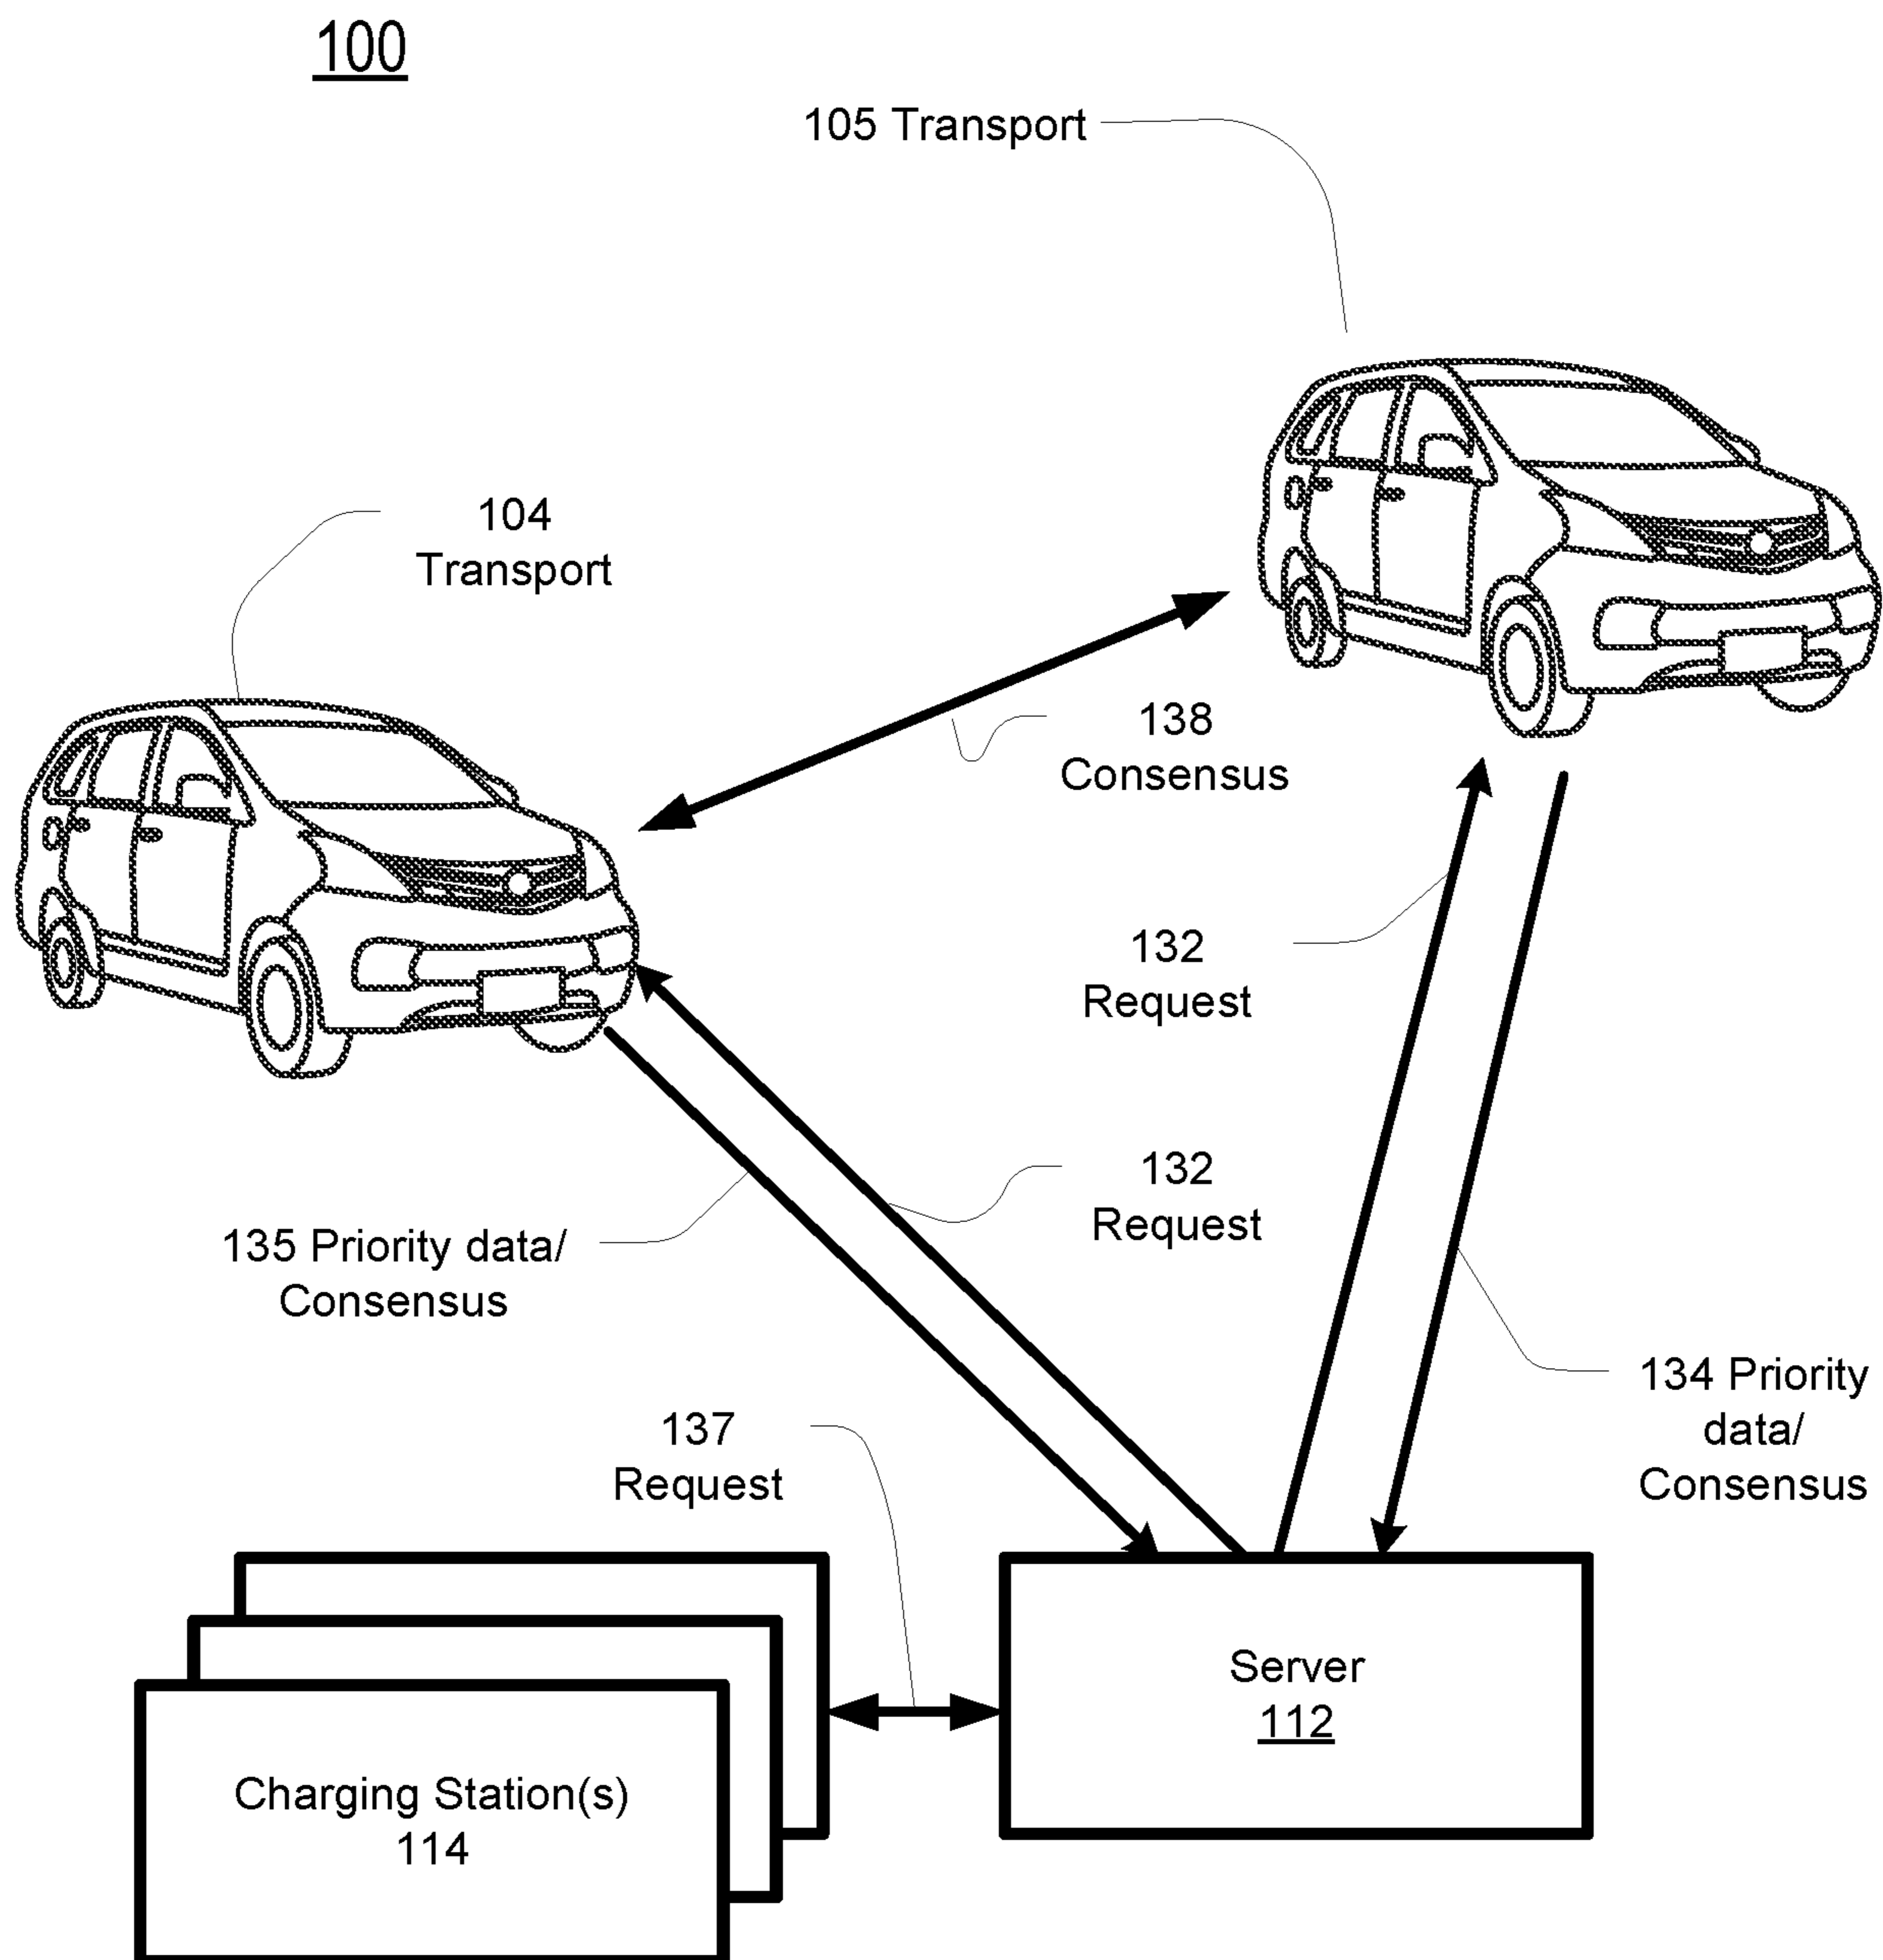 100
105 Transport
104
Transport
138
Consensus
132
Request
132
Request
135 Priority data/
Consensus
134 Priority
data/
Consensus
137
Request
Server
112
Charging Station(s)
114